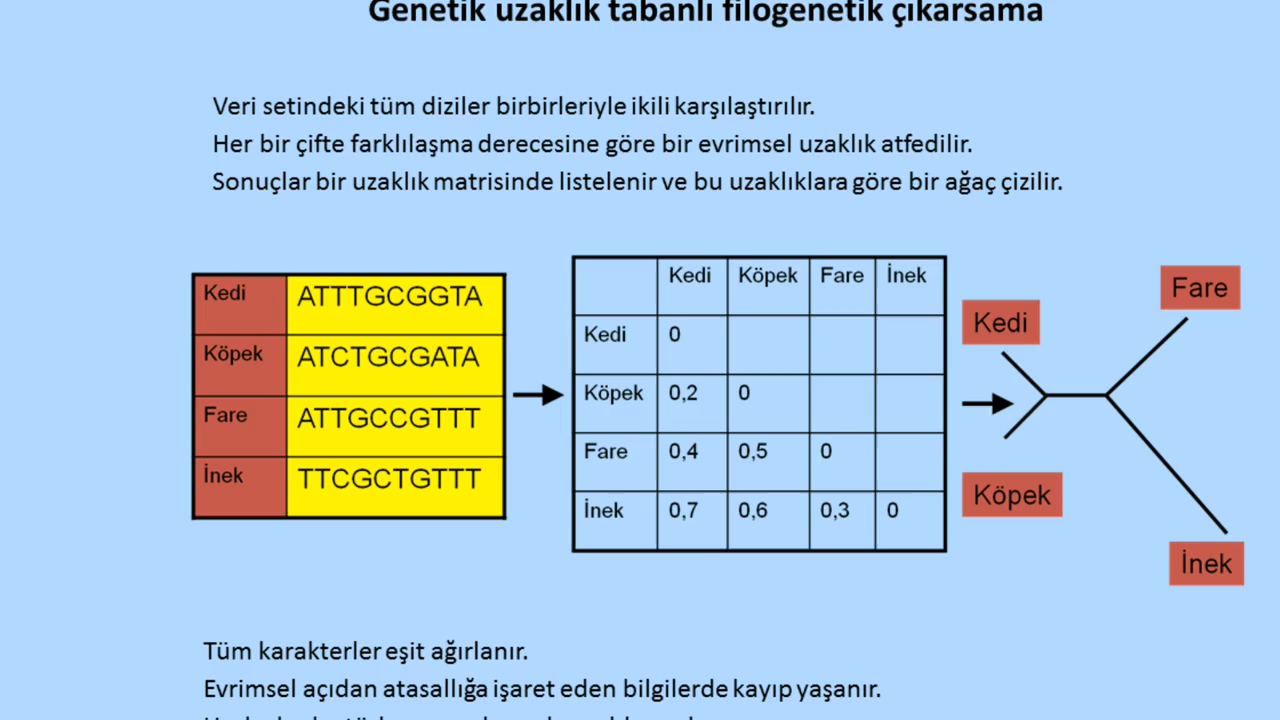 Genetik uzaklık tabanlı filogenetik çıkarsama
Veri setindeki tüm diziler birbirleriyle ikili karşılaştırılır.
Her bir çifte farklılaşma derecesine göre bir evrimsel uzaklık atfedilir.
Sonuçlar bir uzaklık matrisinde listelenir ve bu uzaklıklara göre bir ağaç çizilir.
Kedi ATTTGCGGTA
Köpek ATCTGCGATA
Fare ATTGCCGTTT
İnek TTCGCTGTTT
Kedi Köpek Fare İnek
Kedi 0
Köpek 0,2 0
Fare 0,4 0,5 0
İnek 0,7 0,6 0,3 0
Kedi
Fare
Köpek
İnek
Tüm karakterler eşit ağırlanır.
Evrimsel açıdan atasallığa işaret eden bilgilerde kayıp yaşanır.